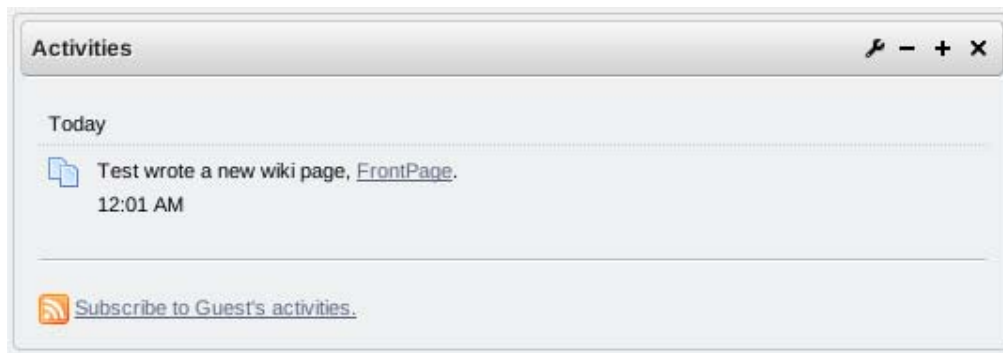 Activities
Today
Test wrote a new wiki page, FrontPage.
12:01 AM
Subscribe to Guest's activities.